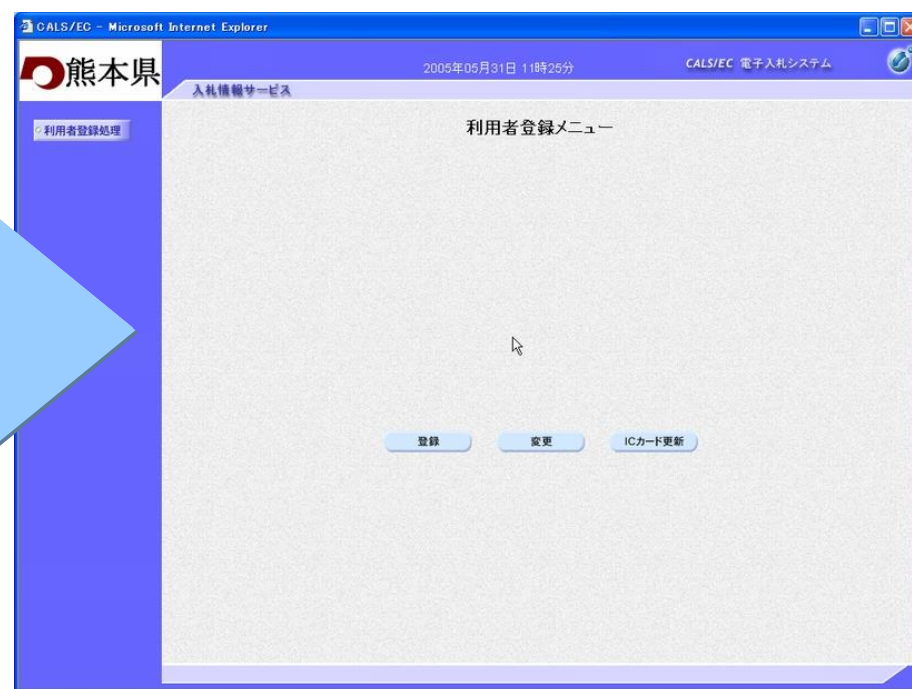 CALS/EC - Microsoft Internet Explorer
熊本県
2005年05月31日 11時25分
CALS/EC 電子入札システム
入札情報サービス
利用者登録処理
利用者登録メニュー
登録
変更
ICカード更新